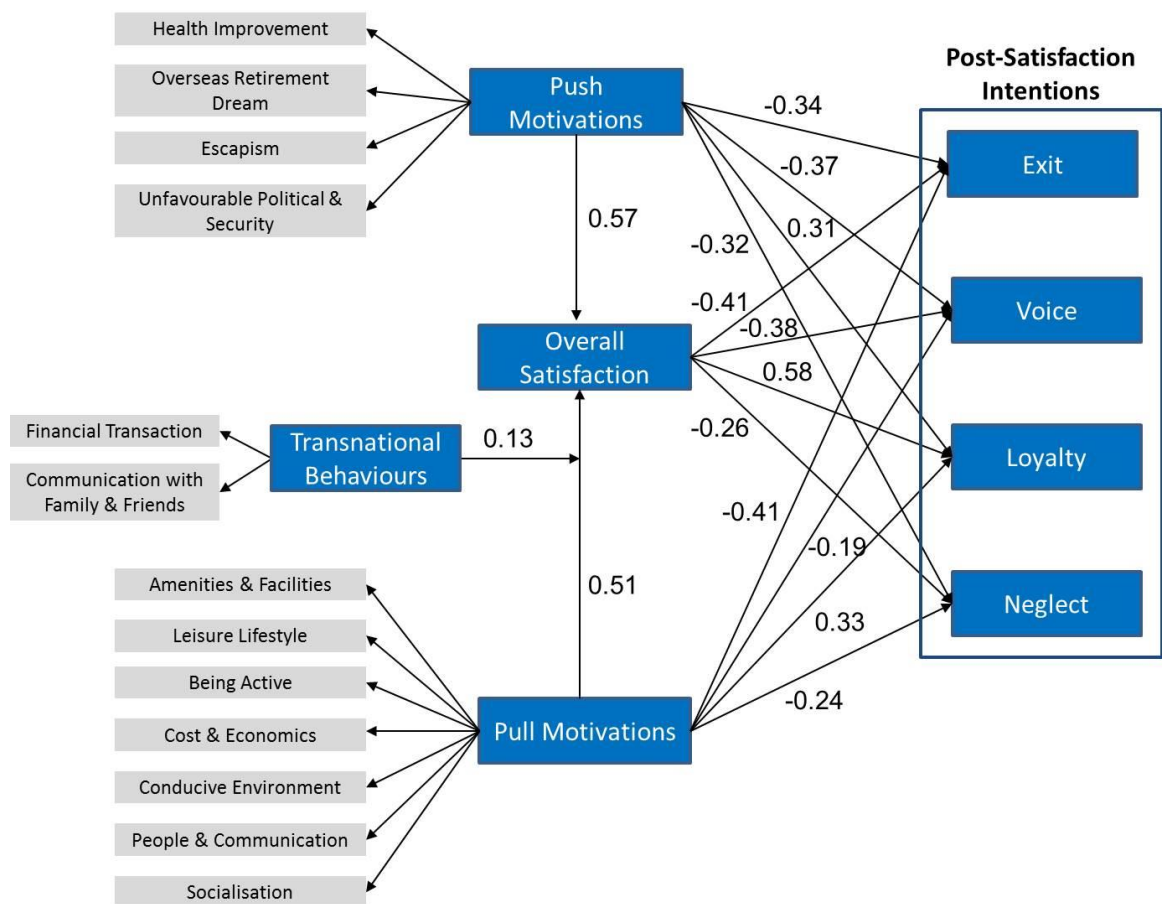 Health Improvement
Overseas Retirement
Dream
Escapism
Unfavourable Political &
Security
Push
Motivations
Post-Satisfaction
Intentions
-0.34
Exit
-0.37
0.57
-0.32
0.31
-0.41
Overall
Satisfaction
-0.38
Voice
0.58
Financial Transaction
Communication with
Family & Friends
Transnational
Behaviours
0.13
-0.26
Loyalty
-0.41
-0.19
0.51
Neglect
0.33
-0.24
Amenities & Facilities
Leisure Lifestyle
Being Active
Cost & Economics
Conducive Environment
People & Communication
Socialisation
Pull Motivations